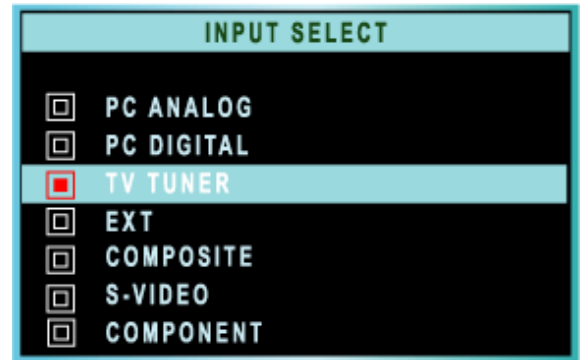 INPUT SELECT
PC ANALOG
PC DIGITAL
TV TUNER
EXT
COMPOSITE
S-VIDEO
COMPONENT